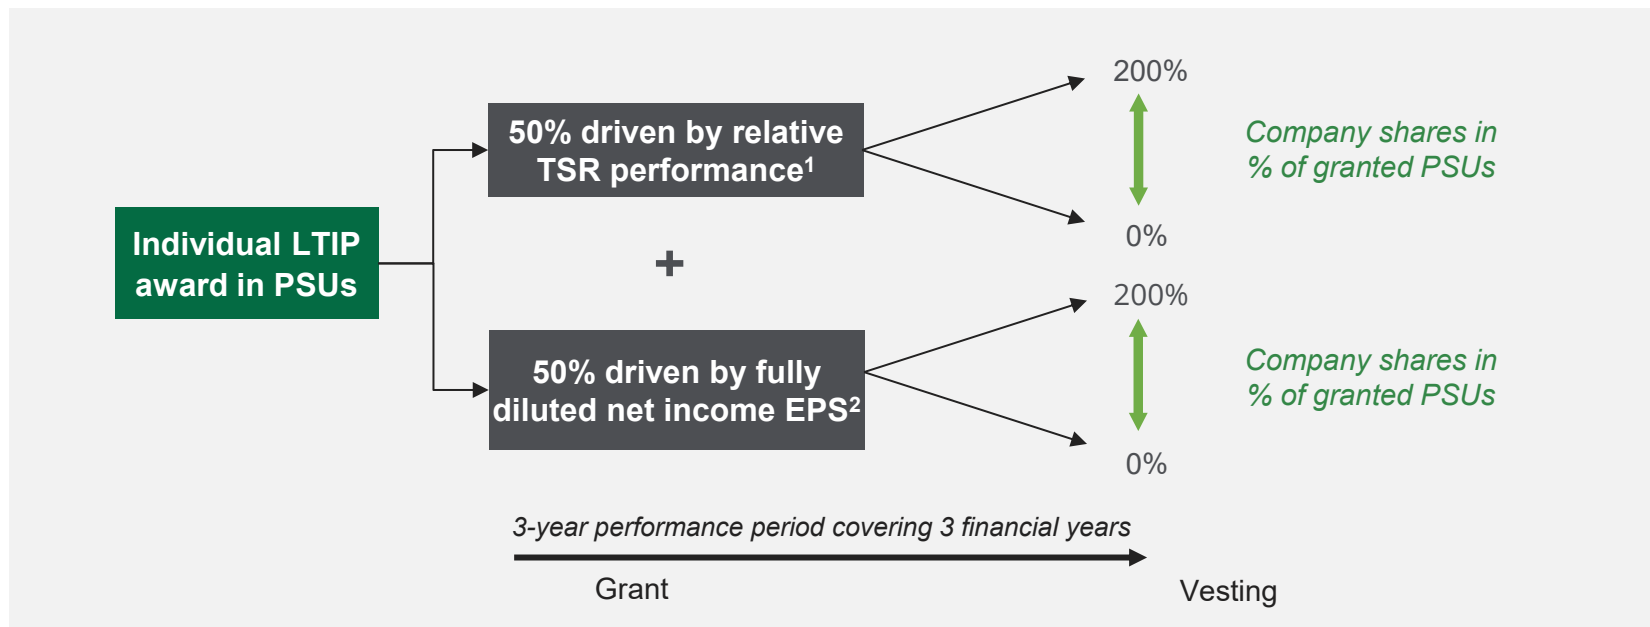 Individual LTIP
award in PSUs
50% driven by relative
TSR performance¹
+
50% driven by fully
diluted net income EPS²
200%
0%
Company shares in
% of granted PSUs
200%
0%
Company shares in
% of granted PSUs
3-year performance period covering 3 financial years
Grant
Vesting